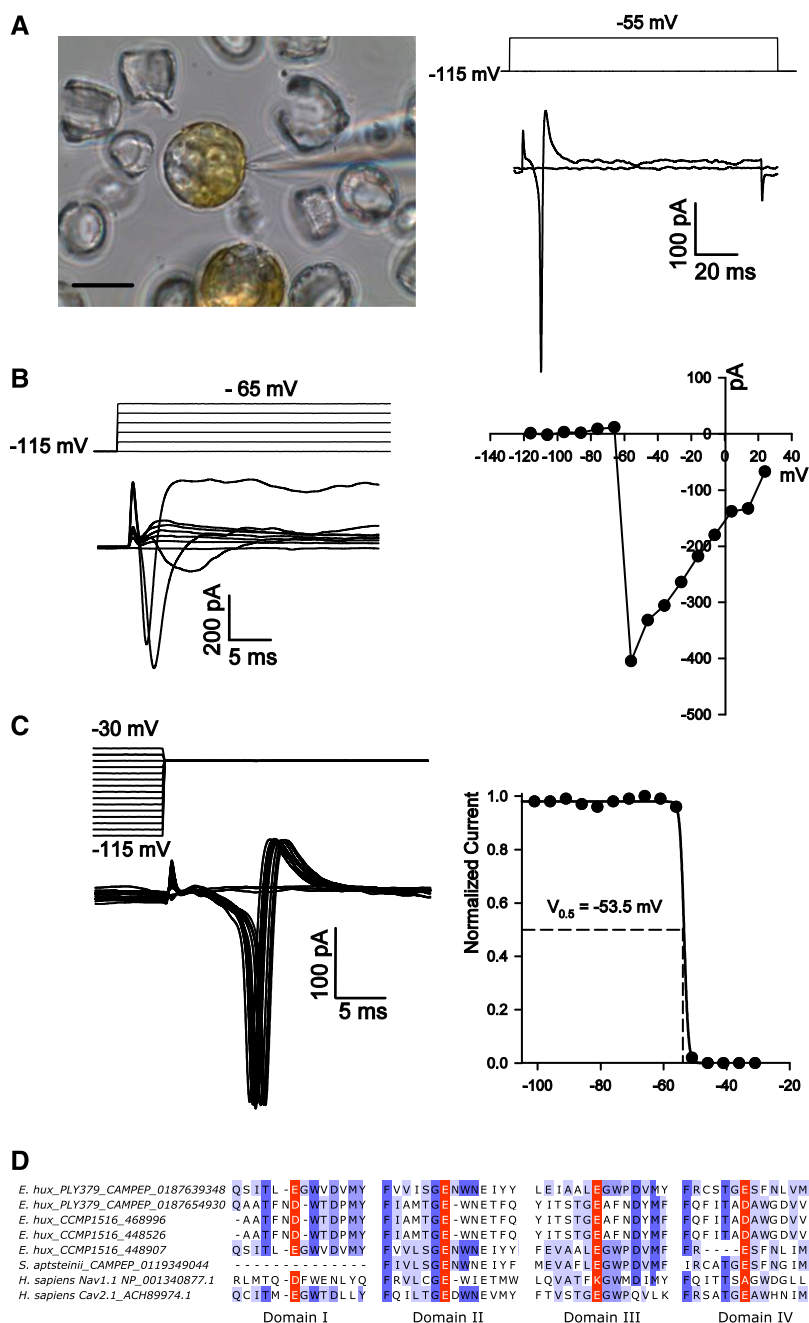 A
-55 mV
-115 mV
100 pA
20 ms
B
- 65 mV
-115 mV
200 pA
5 ms
100
pA
0
-140 -120 -100 -80 -60 -40 -20 0 20 40
mV
-100
-200
-300
-400
-500
C
-30 mV
-115 mV
100 pA
5 ms
Normalized Current
1.0
0.8
0.6
0.4
0.2
0.0
V0.5 = -53.5 mV
-100 -80 -60 -40 -20
D
E. hux_PLY379_CAMPEP_0187639348 QSITL-EGWVDVMY FVVISGENWNEIYY LEIAALEGWPDVMY FRCSTGESFNLVM
E. hux_PLY379_CAMPEP_0187654930 QAATFND-WTDPMY FIAMTGE-WNETFQ YITSTGEAFNDYMF FQFITADAWGDVV
E. hux_CCMP1516_468996 -AATFND-WTDPMY FIAMTGE-WNETFQ YITSTGEAFNDYMF FQFITADAWGDVV
E. hux_CCMP1516_448526 -AATFND-WTDPMY FIAMTGE-WNETFQ YITSTGEAFNDYMF FQFITADAWGDVV
E. hux_CCMP1516_448907 QSITL-EGWVDVMY FVVLSGENWNEIYY FEVAALEGWPDVMY FR----ESFNLIM
S. aptsteinii_CAMPEP_0119349044 -------------- FIVLSGENWNEIYF MEVAFLEGWPDVMY IRCATGESFNGIM
H. sapiens Nav1.1 NP_001340877.1 RLMTQ-DFWENLYQ FRVLCGE-WIETMW LQVATFKGWMDIMY FQITTSAGWDGLL
H. sapiens Cav2.1_ACH89974.1 QCITM-EGWTDLLY FQILTGEDWNEVMY FTVSTGEGWPQVLK FRSATGEAWHNIM
Domain I Domain II Domain III Domain IV